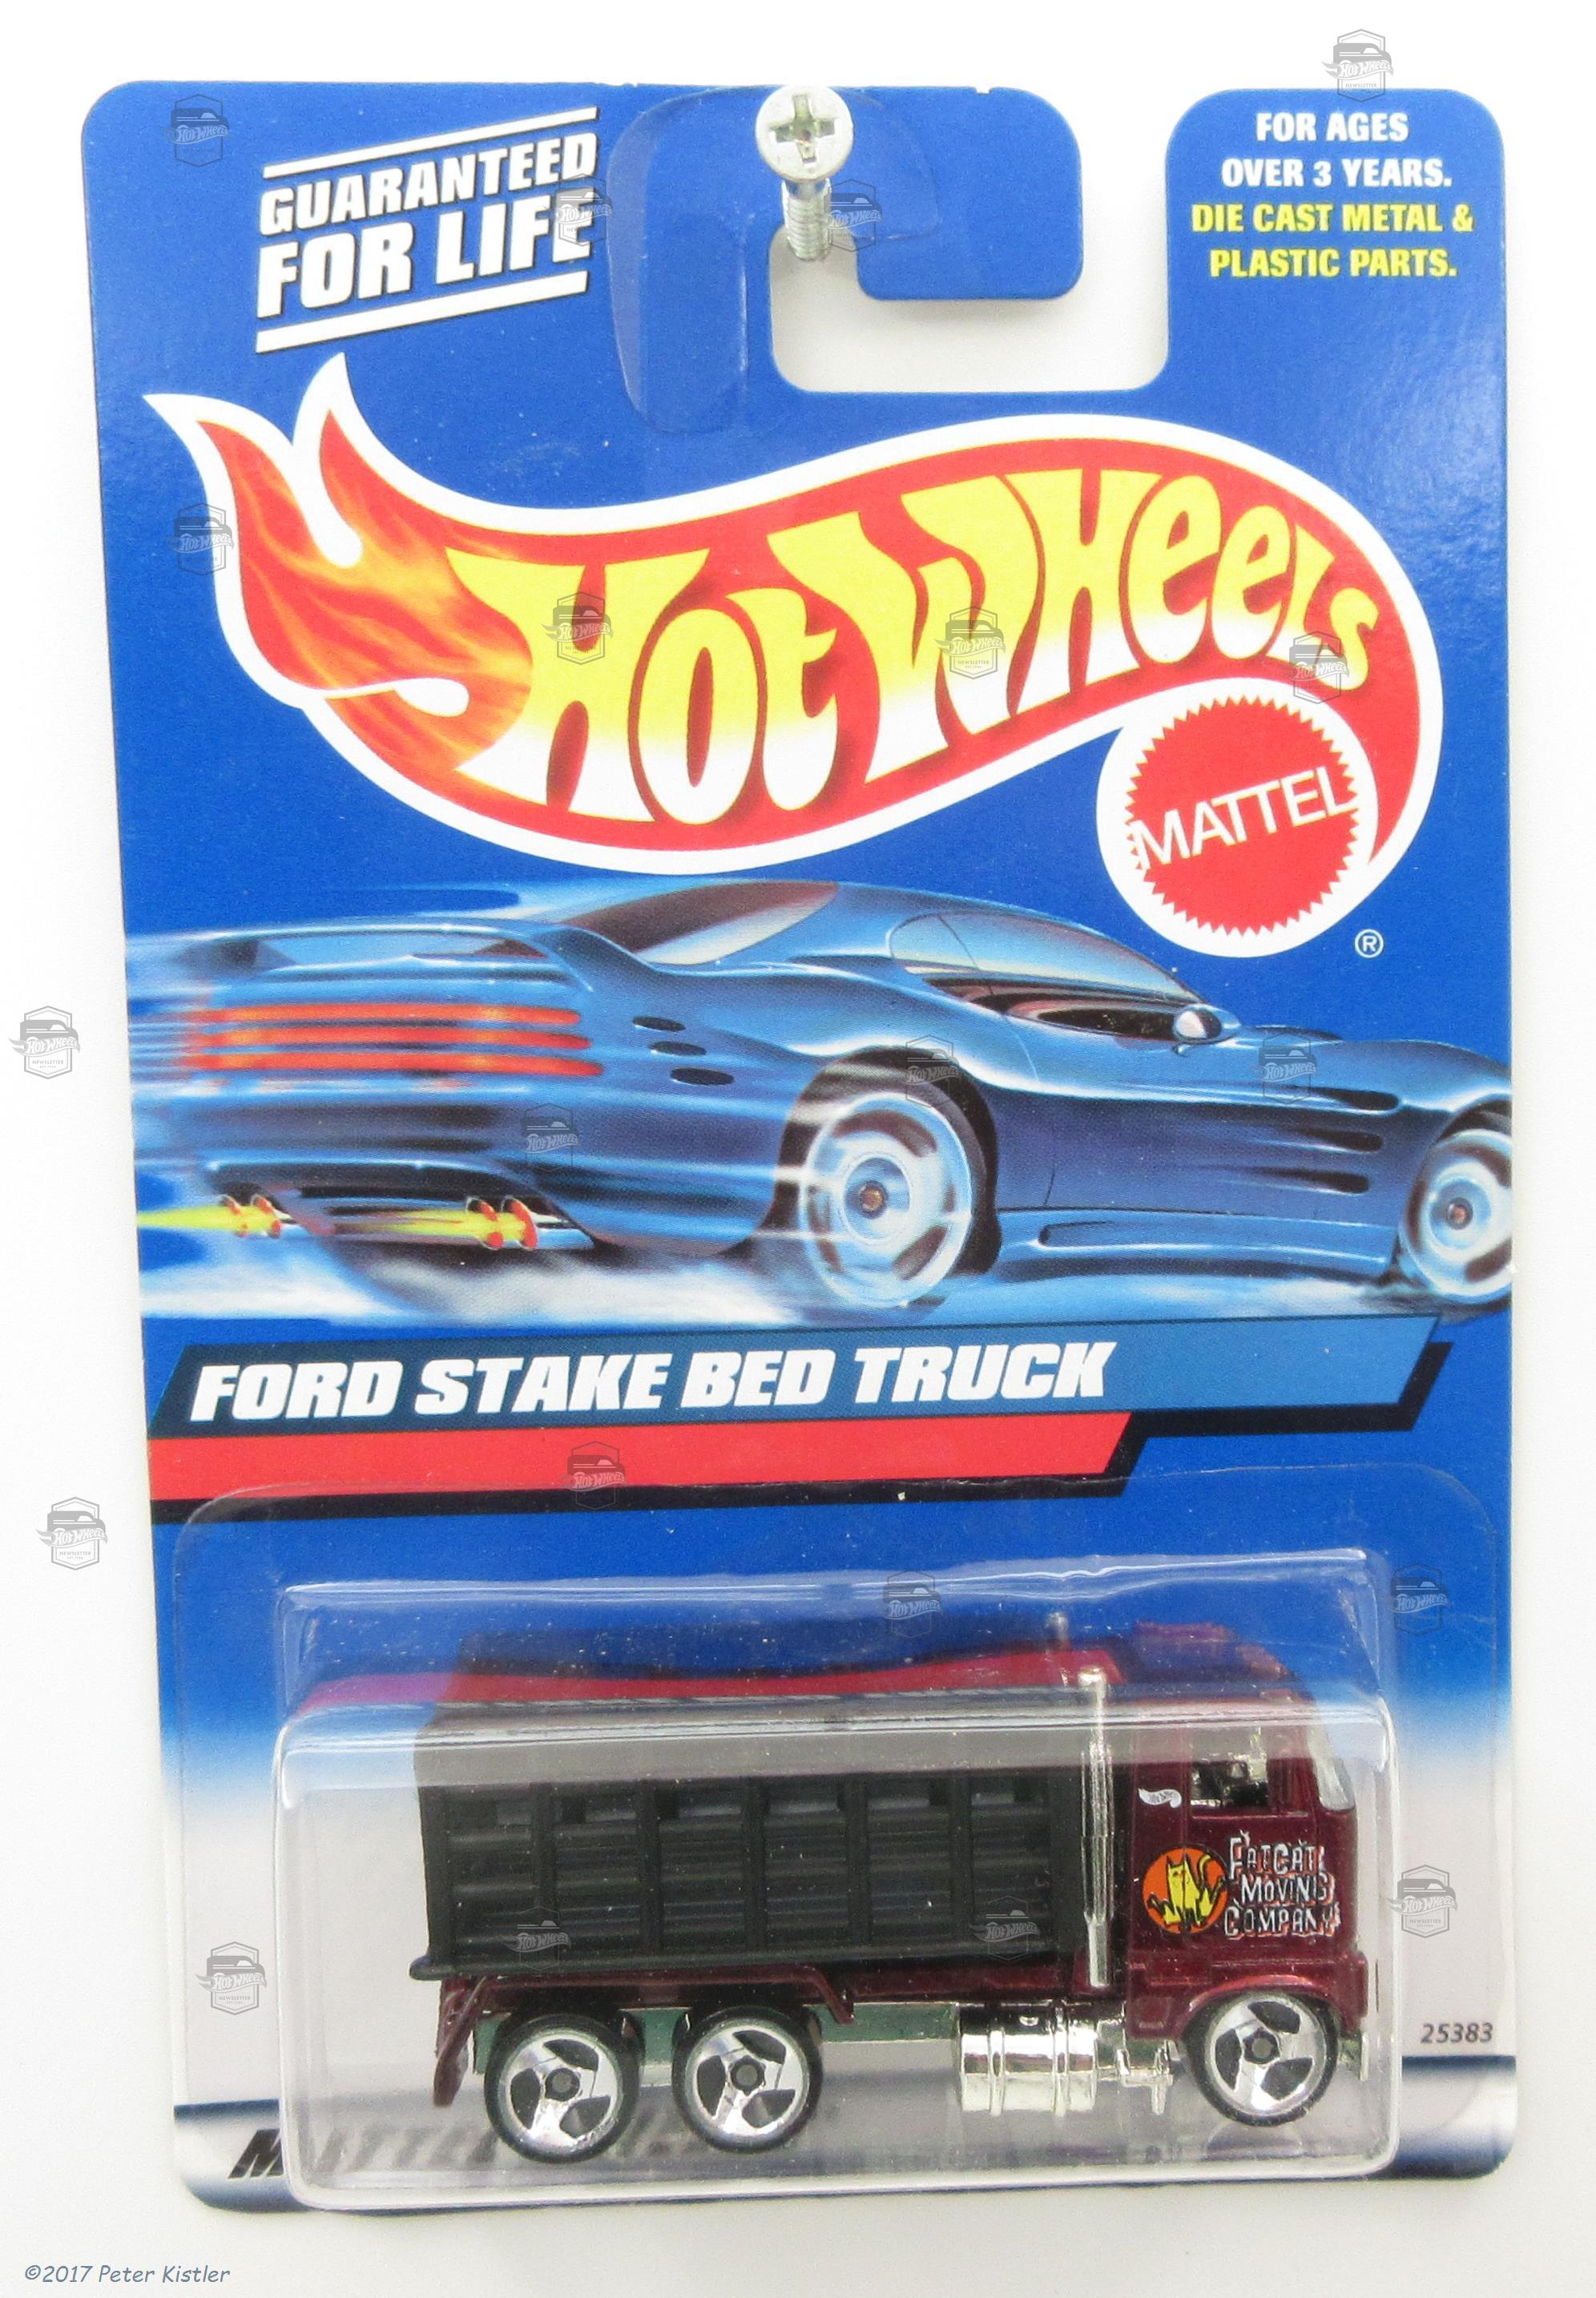 GUARANTEED
FOR LIFE
FOR AGES
OVER 3 YEARS.
DIE CAST METAL &
PLASTIC PARTS.
Hot Wheels
MATTEL
®
FORD STAKE BED TRUCK
FatCat
Moving
Company
25383
©2017 Peter Kistler